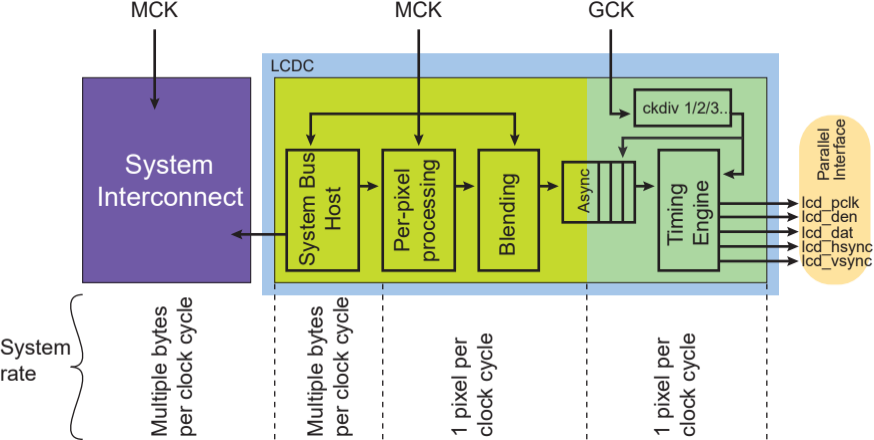 MCK
MCK
GCK
LCDC
ckdiv 1/2/3...
System
Interconnect
System Bus
Host
Per-pixel
processing
Blending
Async
Timing
Engine
Parallel
Interface
lcd_pclk
lcd_den
lcd_dat
lcd_hsync
lcd_vsync
System
rate
Multiple bytes
per clock cycle
Multiple bytes
per clock cycle
1 pixel per
clock cycle
1 pixel per
clock cycle